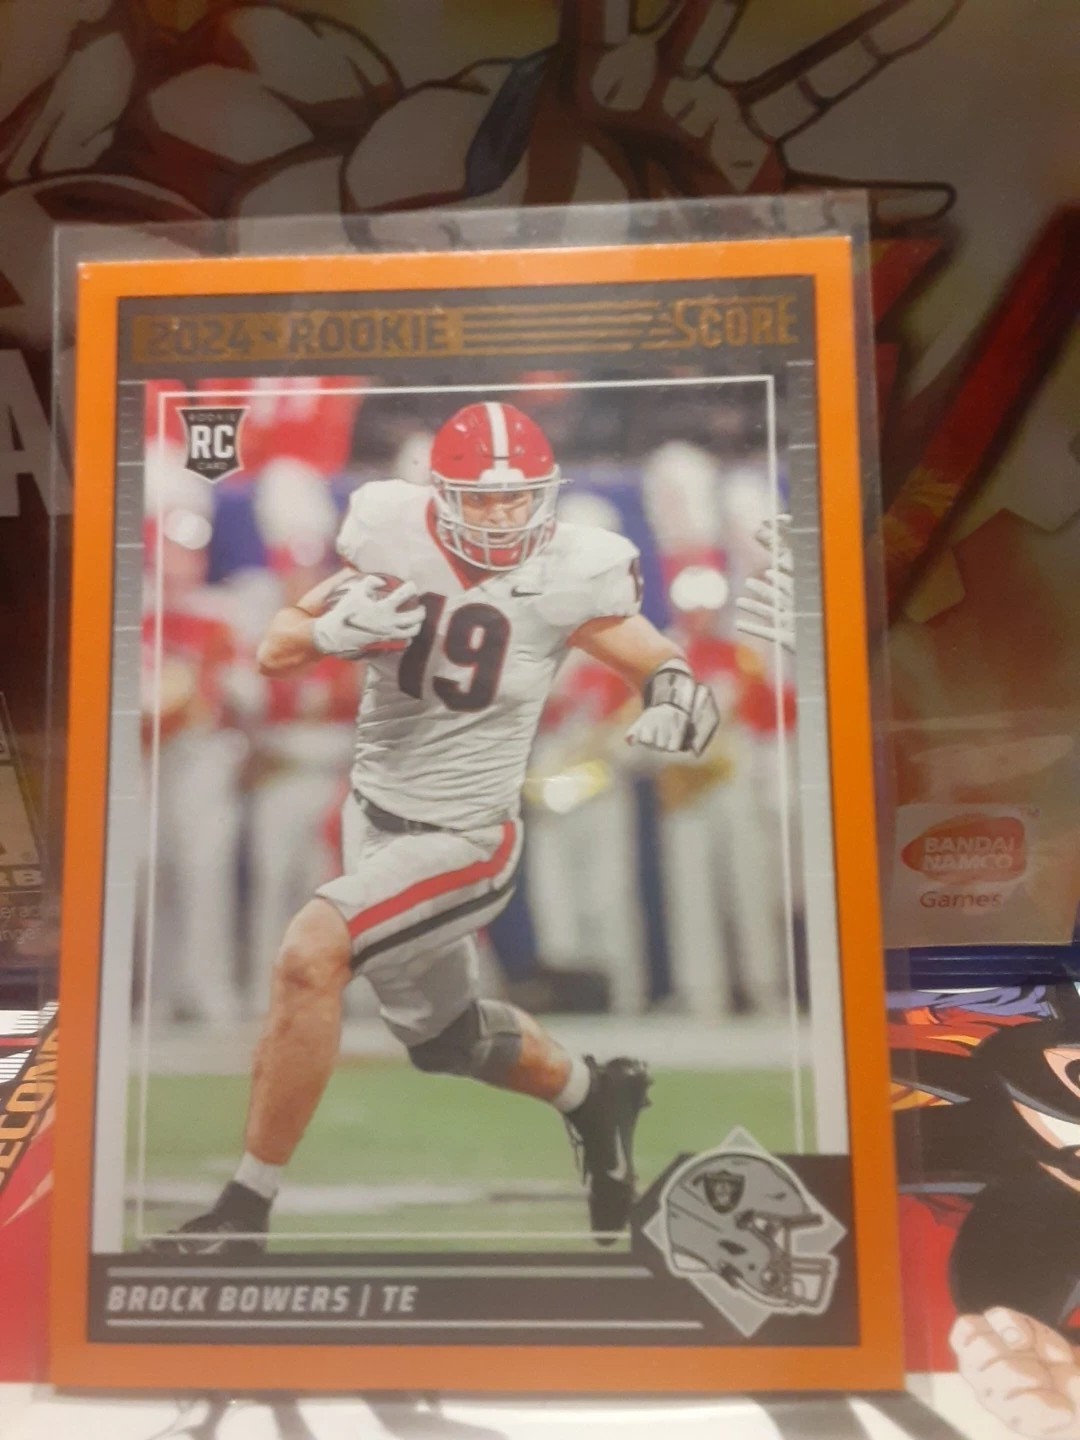 2024 ★ ROOKIE
SCORE
ROOKIE
RC
CARD
19
BANDAI
NAMCO
Games
BROCK BOWERS | TE